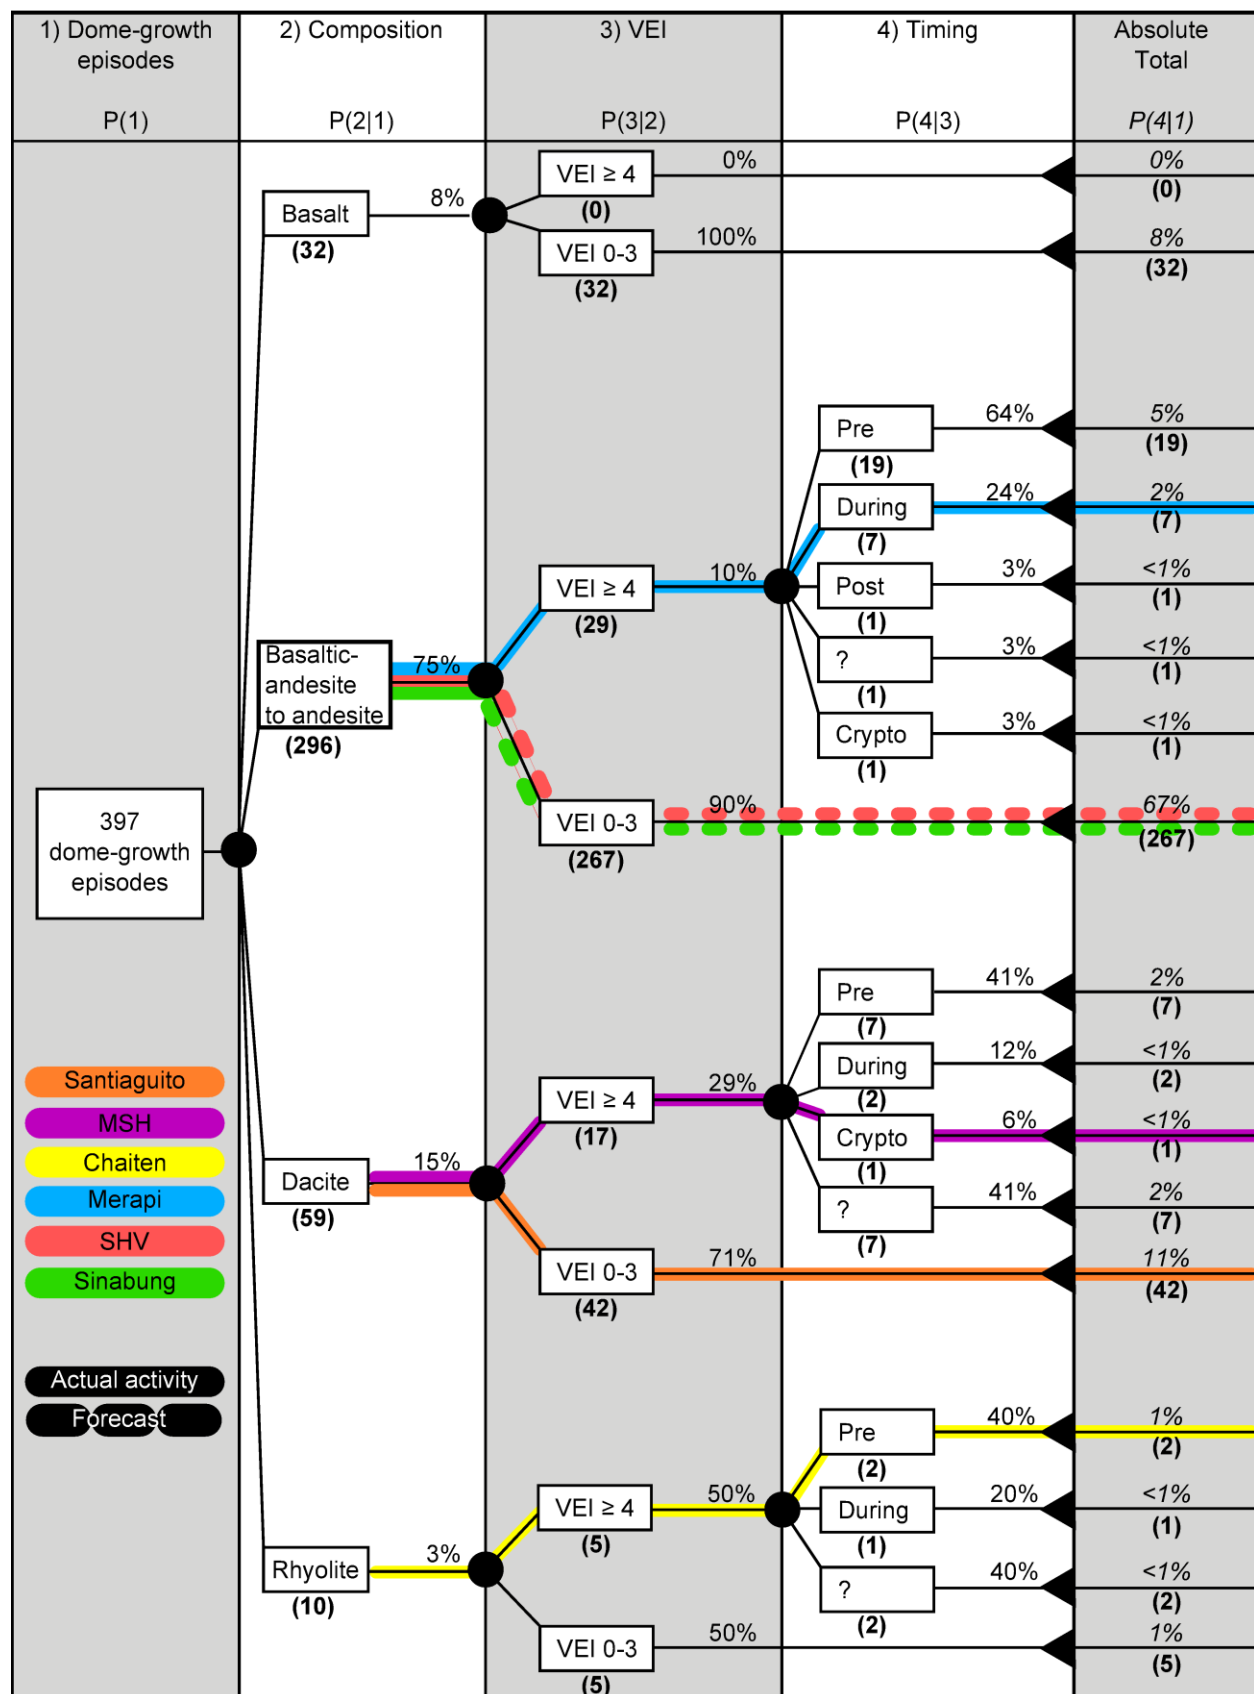 1) Dome-growth
episodes
2) Composition
3) VEI
4) Timing
Absolute
Total
P(1)
P(2|1)
P(3|2)
P(4|3)
P(4|1)
Basalt
8%
(32)
VEI ≥ 4
0%
0%
(0)
(0)
VEI 0-3
100%
8%
(32)
(32)
Pre
64%
5%
(19)
(19)
During
24%
2%
(7)
(7)
VEI ≥ 4
10%
(29)
Post
3%
<1%
(1)
(1)
?
3%
<1%
(1)
(1)
Crypto
3%
<1%
(1)
(1)
Basaltic-
andesite
to andesite
75%
(296)
VEI 0-3
90%
67%
(267)
(267)
397
dome-growth
episodes
Pre
41%
2%
(7)
(7)
During
12%
<1%
(2)
(2)
VEI ≥ 4
29%
(17)
Crypto
6%
<1%
(1)
(1)
?
41%
2%
(7)
(7)
Dacite
15%
(59)
VEI 0-3
71%
11%
(42)
(42)
Santiaguito
MSH
Chaiten
Merapi
SHV
Sinabung
Actual activity
Forecast
Pre
40%
1%
(2)
(2)
VEI ≥ 4
50%
(5)
During
20%
<1%
(1)
(1)
?
40%
<1%
(2)
(2)
Rhyolite
3%
(10)
VEI 0-3
50%
1%
(5)
(5)